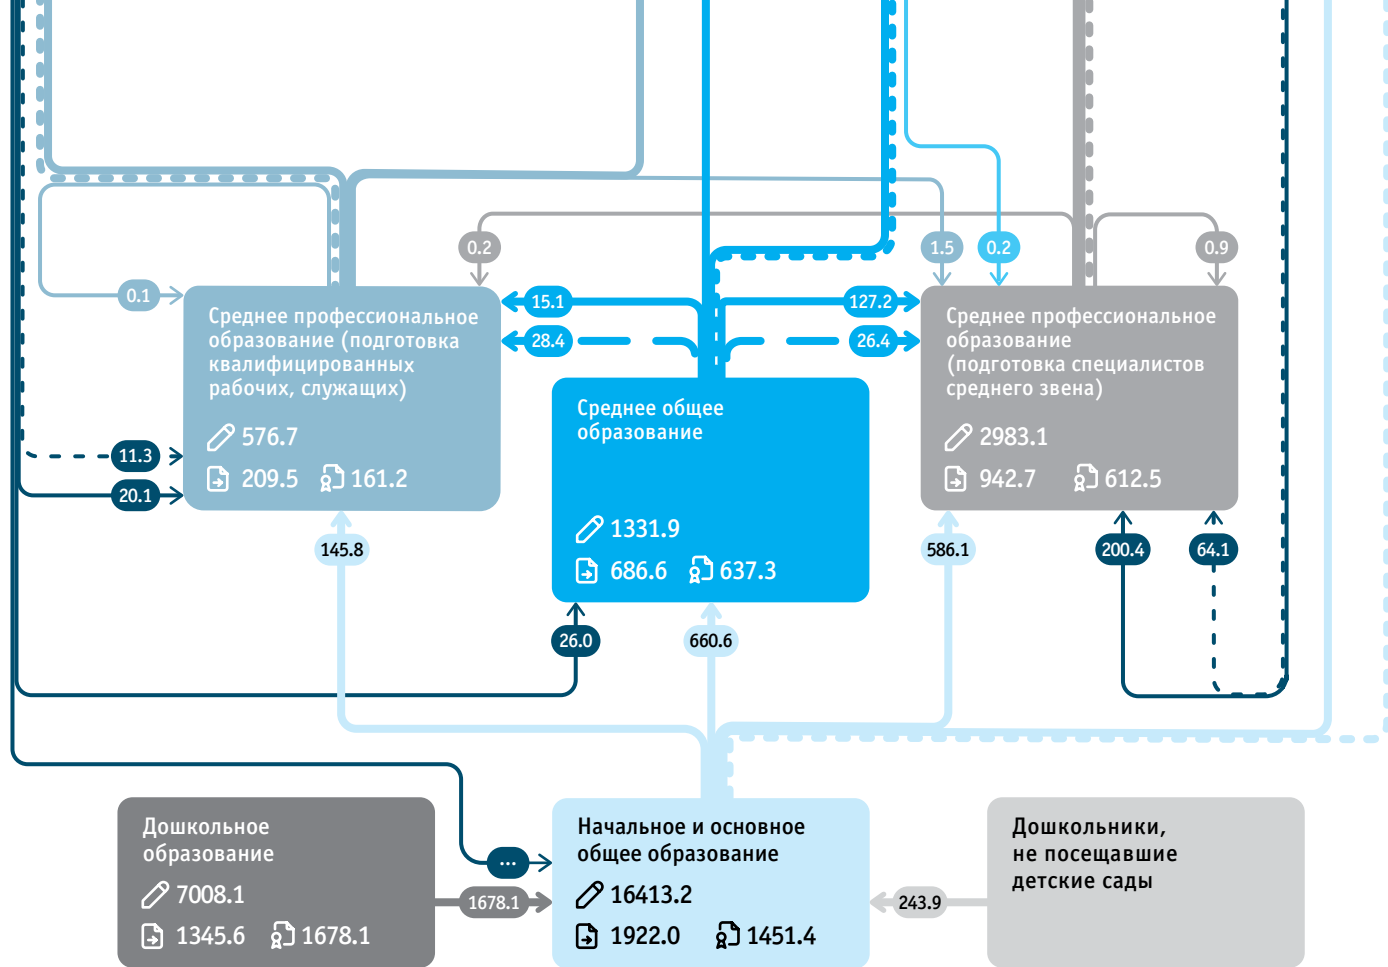 0.2
1.5
0.2
0.9
0.1
15.1
127.2
28.4
26.4
Среднее профессиональное
образование (подготовка
квалифицированных
рабочих, служащих)
576.7
209.5 161.2
Среднее общее
образование
1331.9
686.6 637.3
Среднее профессиональное
образование
(подготовка специалистов
среднего звена)
2983.1
942.7 612.5
11.3
20.1
145.8
586.1
200.4
64.1
26.0
660.6
Дошкольное
образование
7008.1
1345.6 1678.1
...
1678.1
Начальное и основное
общее образование
16413.2
1922.0 1451.4
243.9
Дошкольники,
не посещавшие
детские сады